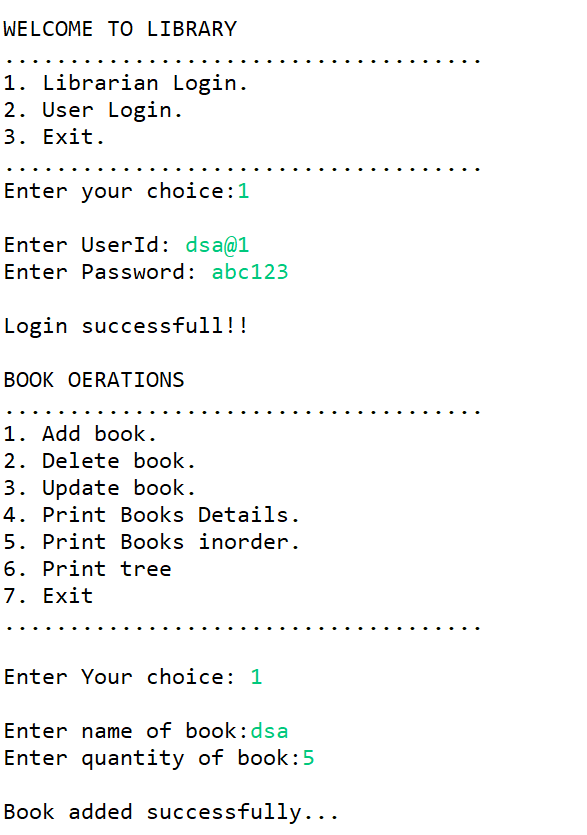 WELCOME TO LIBRARY
.....................................
1. Librarian Login.
2. User Login.
3. Exit.
.....................................
Enter your choice:1
Enter UserId: dsa@1
Enter Password: abc123
Login successfull!!
BOOK OERATIONS
.....................................
1. Add book.
2. Delete book.
3. Update book.
4. Print Books Details.
5. Print Books inorder.
6. Print tree
7. Exit
.....................................
Enter Your choice: 1
Enter name of book:dsa
Enter quantity of book:5
Book added successfully...